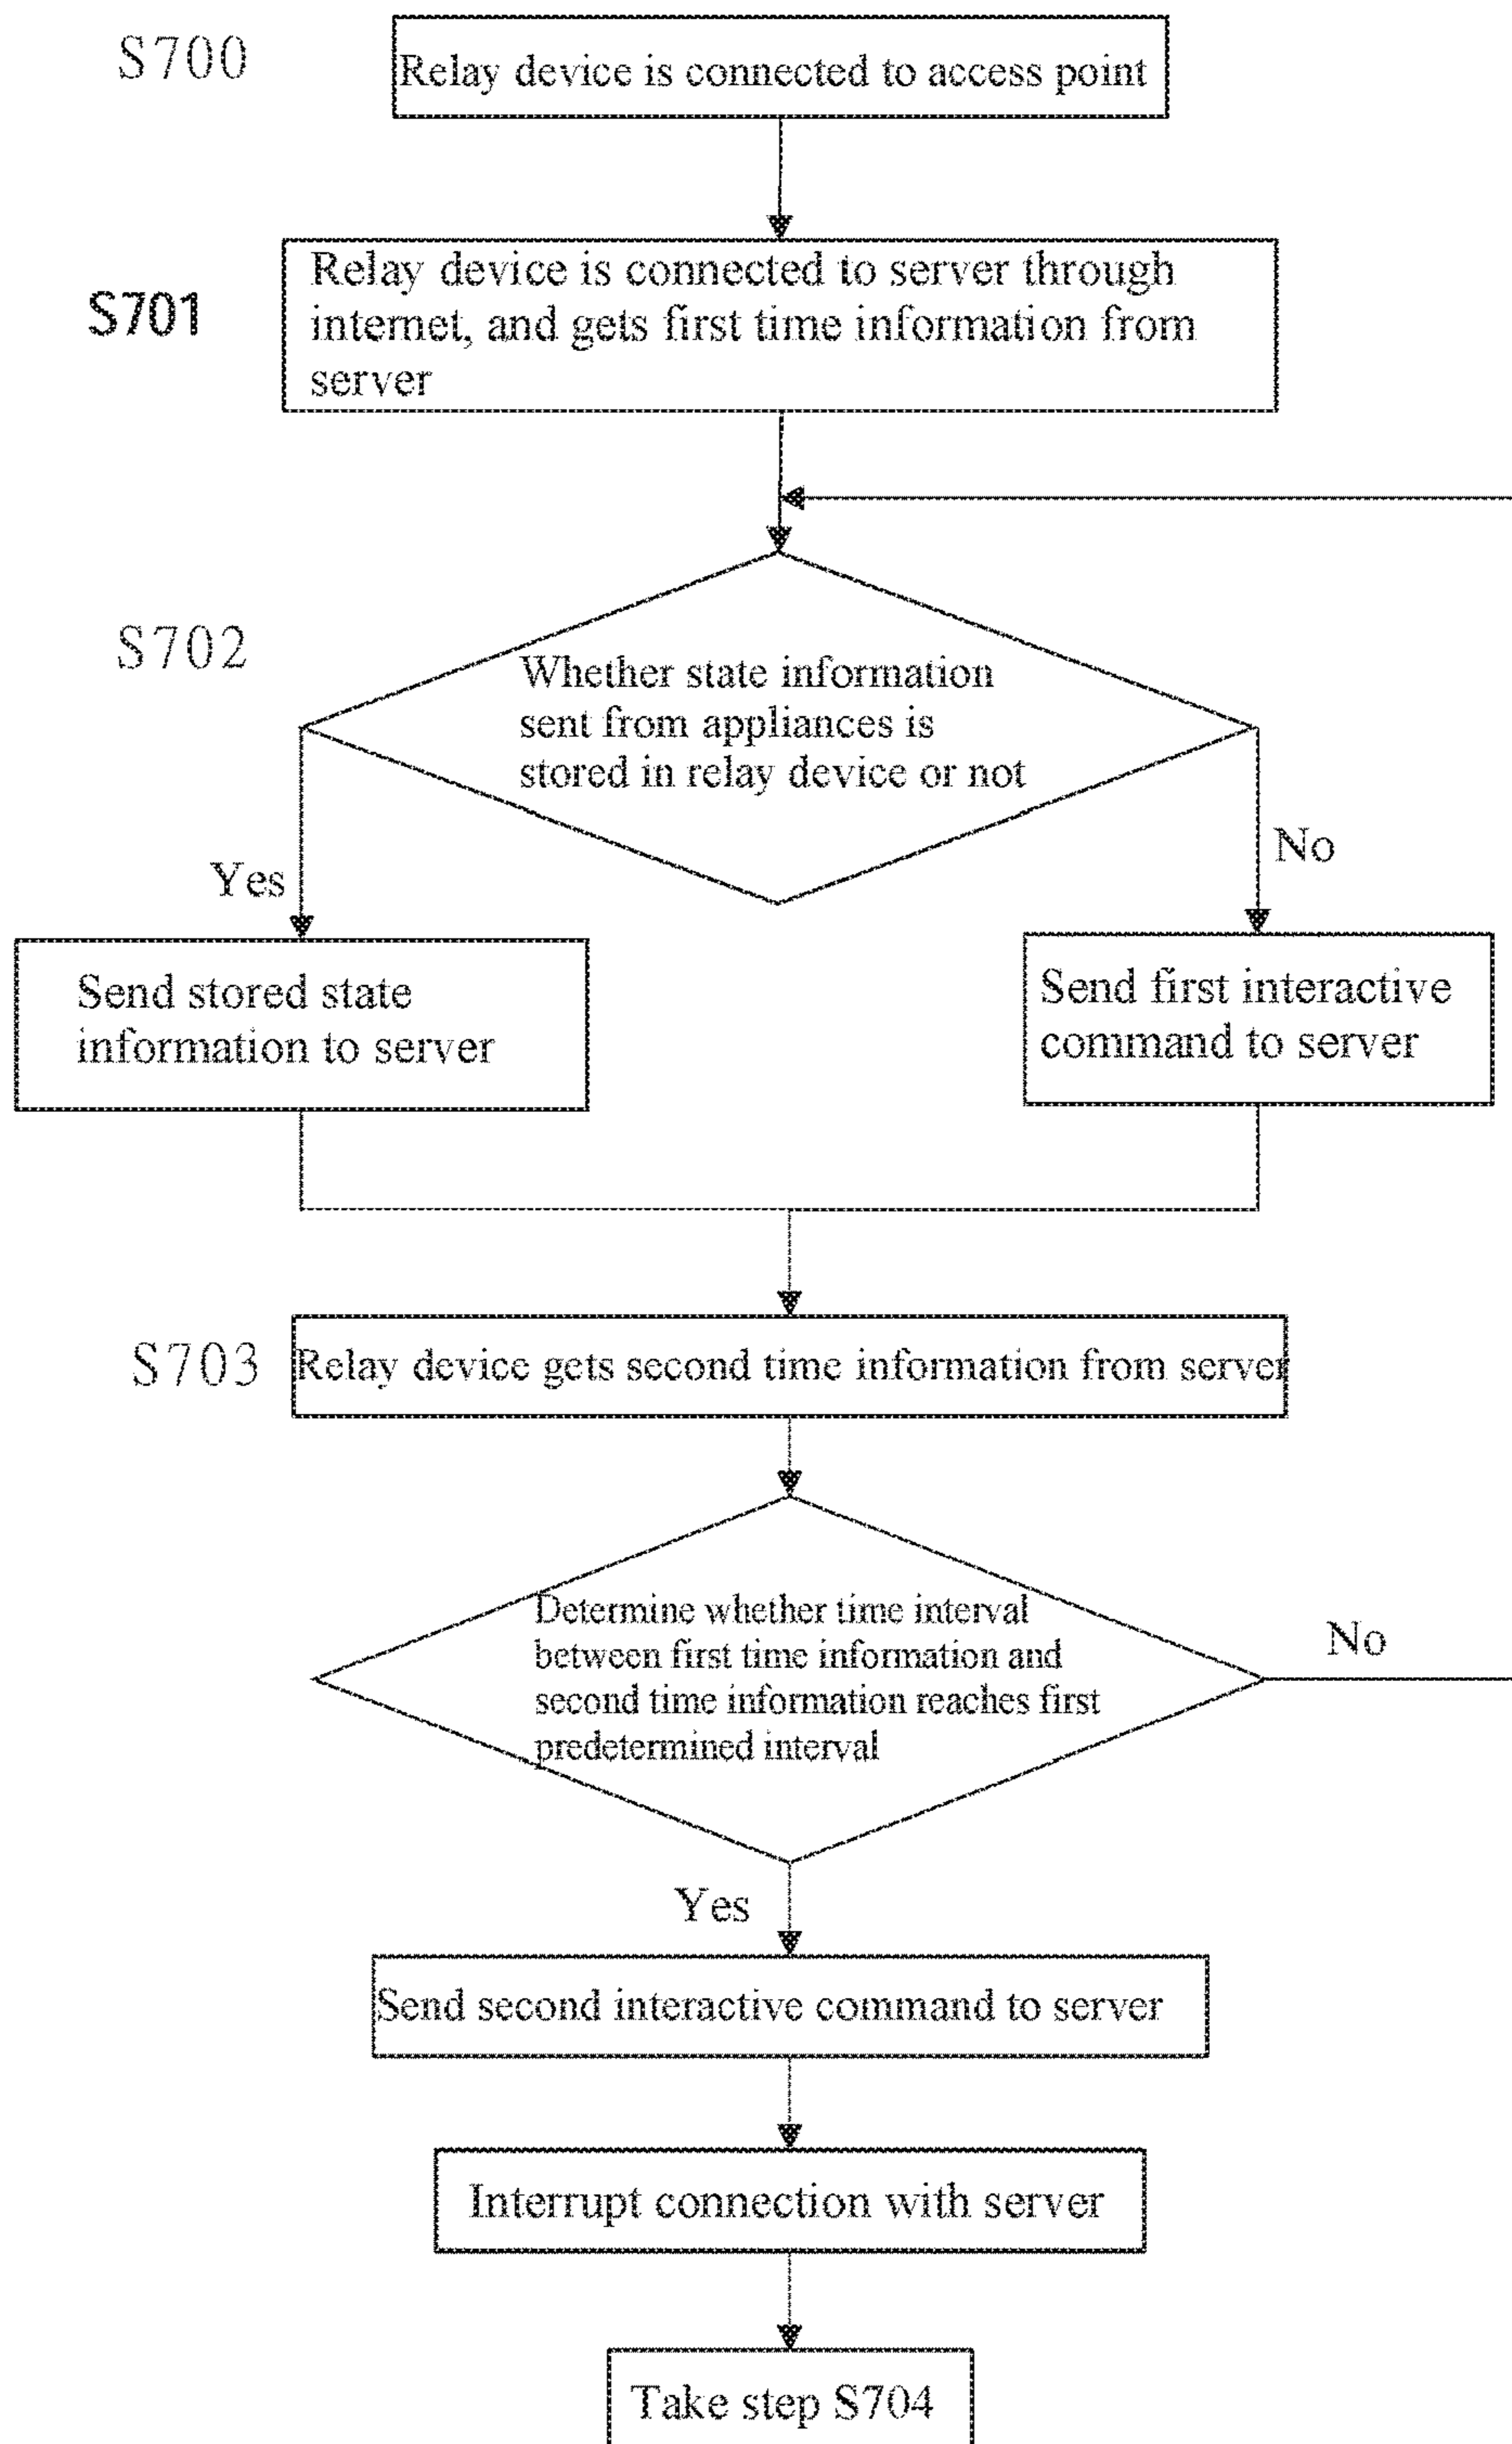 S700
Relay device is connected to access point
S701
Relay device is connected to server through
internet, and gets first time information from
server
S702
Whether state information
sent from appliances is
stored in relay device or not
Yes
No
Send stored state
information to server
Send first interactive
command to server
S703
Relay device gets second time information from server
Determine whether time interval
between first time information and
second time information reaches first
predetermined interval
No
Yes
Send second interactive command to server
Interrupt connection with server
Take step S704